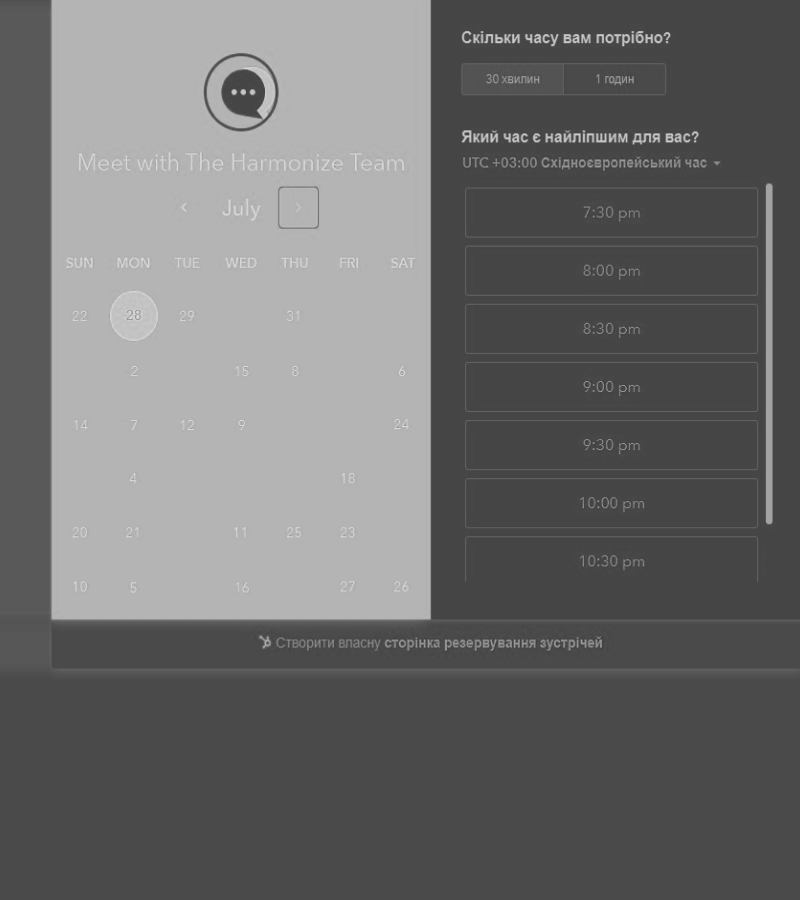 Meet with The Harmonize Team
July
SUN MON TUE WED THU FRI SAT
22 28 29 31
2 15 8 6
14 7 12 9 24
4 18
20 21 11 25 23
10 5 16 27 26
Скільки часу вам потрібно?
30 хвилин 1 годин
Який час є найліпшим для вас?
UTC +03:00 Східноєвропейський час
7:30 pm
8:00 pm
8:30 pm
9:00 pm
9:30 pm
10:00 pm
10:30 pm
Створити власну сторінка резервування зустрічей